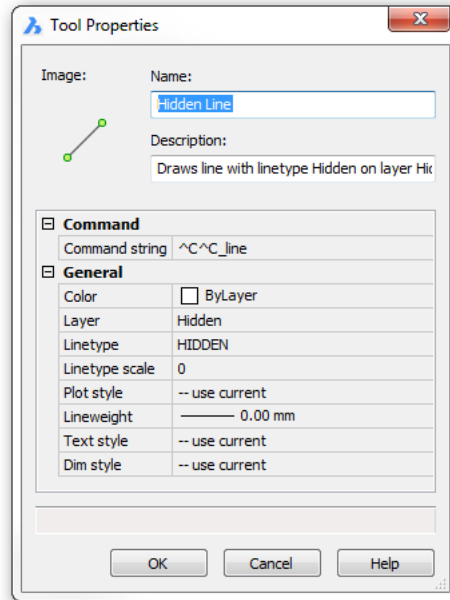 Tool Properties
Image:
Name:
Hidden Line
Description:
Draws line with linetype Hidden on layer Hid
Command
Command string ^C^C_line
General
Color ByLayer
Layer Hidden
Linetype HIDDEN
Linetype scale 0
Plot style -- use current
Lineweight 0.00 mm
Text style -- use current
Dim style -- use current
OK Cancel Help